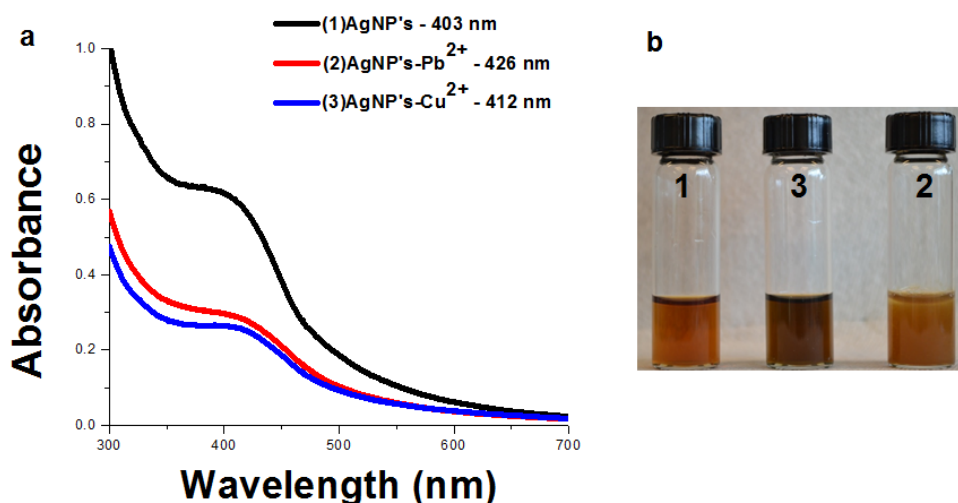 a
(1)AgNP's - 403 nm
(2)AgNP's-Pb²⁺ - 426 nm
(3)AgNP's-Cu²⁺ - 412 nm
1.0
0.8
0.6
0.4
0.2
0.0
300 400 500 600 700
Absorbance
Wavelength (nm)
b
1 3 2